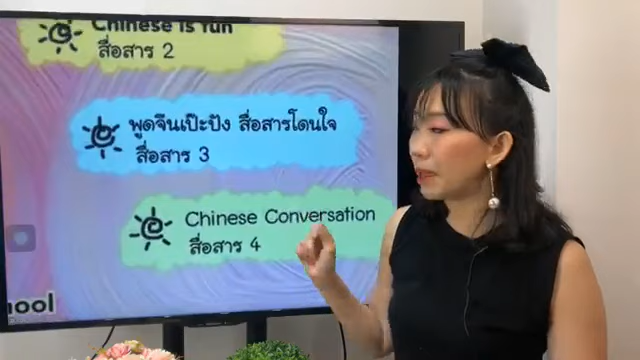 Chinese is fun
สื่อสาร 2
พูดจีนเป๊ะปัง สื่อสารโดนใจ
สื่อสาร 3
Chinese Conversation
สื่อสาร 4